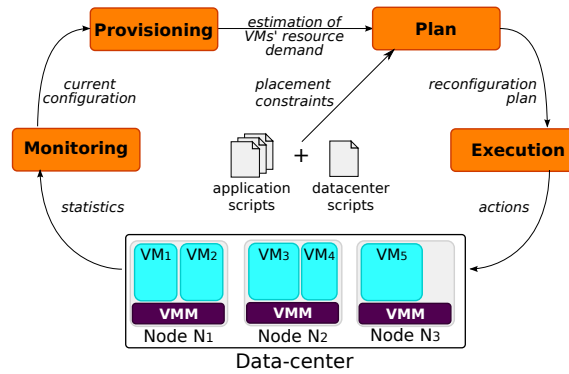 Provisioning
estimation of
VMs' resource
demand
Plan
current
configuration
placement
constraints
reconfiguration
plan
Monitoring
+
Execution
application
scripts
datacenter
scripts
statistics
actions
VM1 VM2 VM3 VM4 VM5
VMM VMM VMM
Node N1 Node N2 Node N3
Data-center